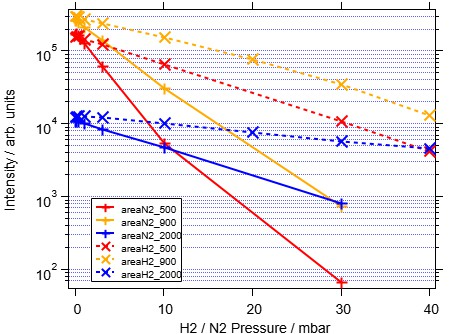 Intensity / arb. units
10^5
10^4
10^3
10^2
areaN2_500
areaN2_900
areaN2_2000
areaH2_500
areaH2_900
areaH2_2000
0 10 20 30 40
H2 / N2 Pressure / mbar